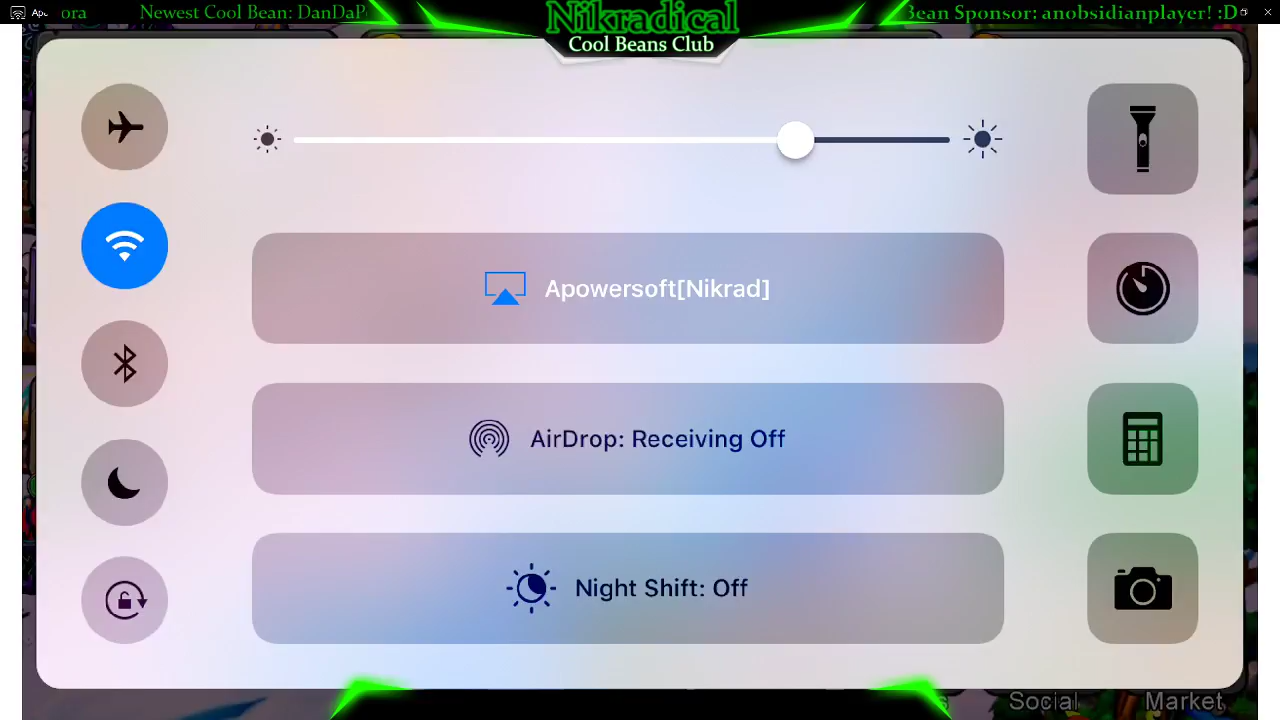 ora
Newest Cool Bean: DanDaP
Nikradical
Cool Beans Club
Bean Sponsor: anobsidianplayer! :D
Apowersoft[Nikrad]
AirDrop: Receiving Off
Night Shift: Off
Social
Market